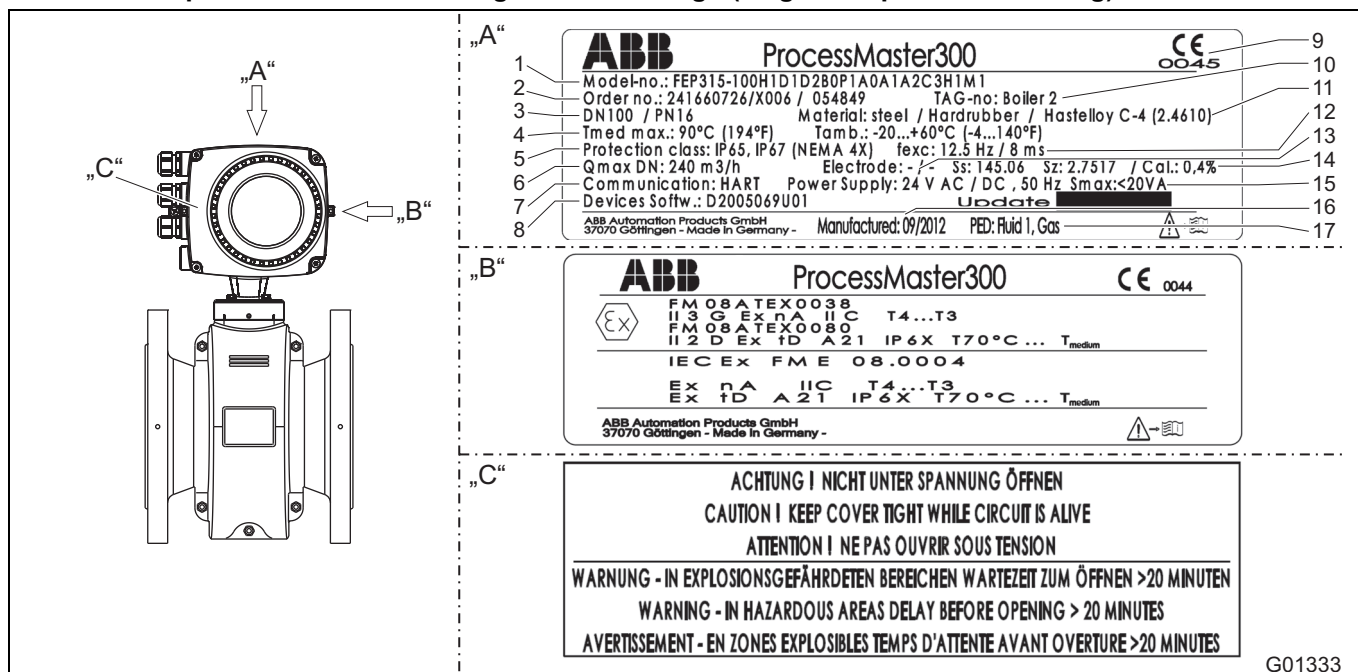 „A“
„B“
„C“
„A“
ABB ProcessMaster300 CE 0045
Model-no.: FEP315-100H1D1D2B0P1A0A1A2C3H1M1
Order no.: 241660726/X006 / 054849 TAG-no: Boiler 2
DN100 / PN16 Material: steel / Hardrubber / Hastelloy C-4 (2.4610)
Tmed max.: 90°C (194°F) Tamb.: -20...+60°C (-4...140°F)
Protection class: IP65, IP67 (NEMA 4X) fexc: 12.5 Hz / 8 ms
Qmax DN: 240 m3/h Electrode: - / - Ss: 145.06 Sz: 2.7517 / Cal.: 0,4%
Communication: HART Power Supply: 24 V AC / DC , 50 Hz Smax:<20VA
Devices Softw.: D2005069U01 Update
ABB Automation Products GmbH
37070 Göttingen - Made in Germany - Manufactured: 09/2012 PED: Fluid 1, Gas
1
2
3
4
5
6
7
8
9
10
11
12
13
14
15
16
17
„B“
ABB ProcessMaster300 CE 0044
Ex
FM 08ATEX0038
II 3 G Ex nA II C T4...T3
FM 08ATEX0080
II 2 D Ex tD A21 IP 6X T70°C ... Tmedium
IECEx FME 08.0004
Ex nA IIC T4...T3
Ex tD A21 IP 6X T70°C ... Tmedium
ABB Automation Products GmbH
37070 Göttingen - Made in Germany -
„C“
ACHTUNG ! NICHT UNTER SPANNUNG ÖFFNEN
CAUTION ! KEEP COVER TIGHT WHILE CIRCUIT IS ALIVE
ATTENTION ! NE PAS OUVRIR SOUS TENSION
WARNUNG - IN EXPLOSIONSGEFÄHRDETEN BEREICHEN WARTEZEIT ZUM ÖFFNEN >20 MINUTEN
WARNING - IN HAZARDOUS AREAS DELAY BEFORE OPENING > 20 MINUTES
AVERTISSEMENT - EN ZONES EXPLOSIBLES TEMPS D'ATTENTE AVANT OVERTURE >20 MINUTES
G01333